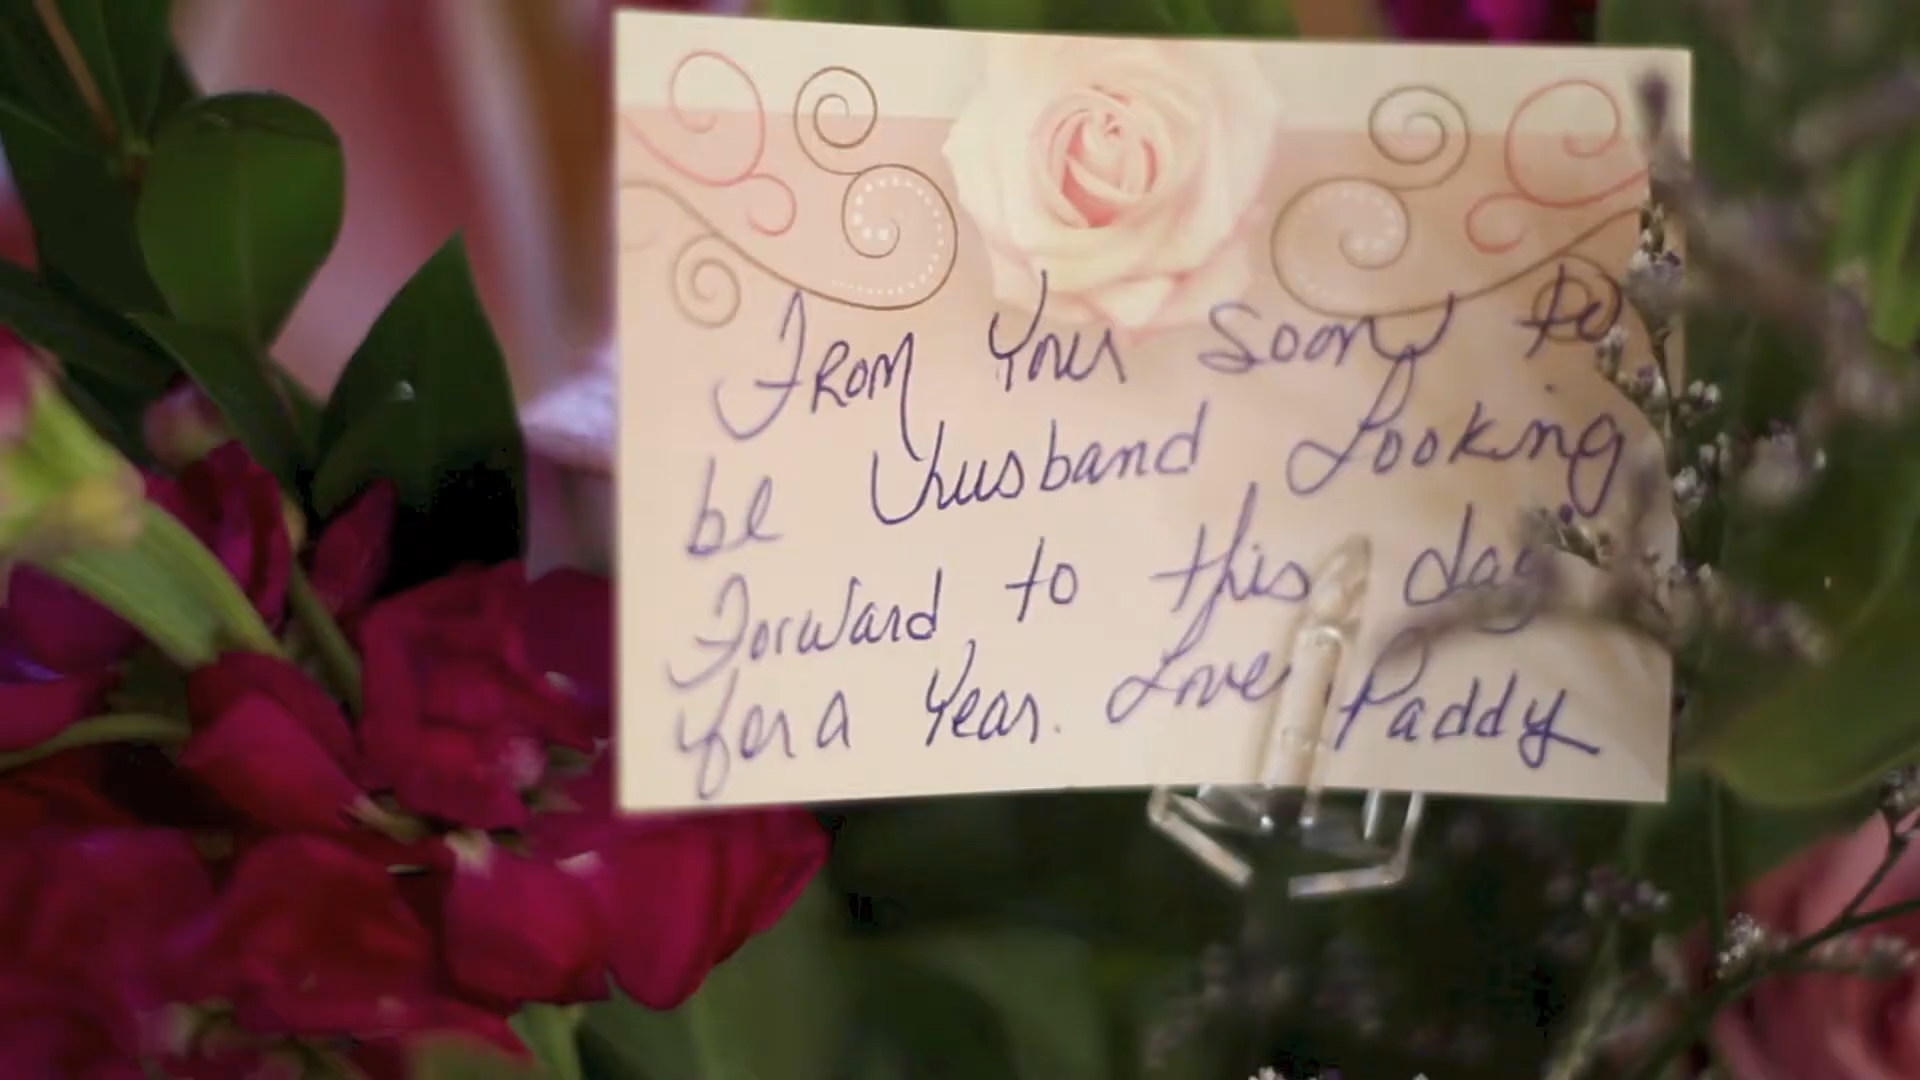 From Your soon to
be husband Looking
Forward to this day
for a Year. Love Paddy